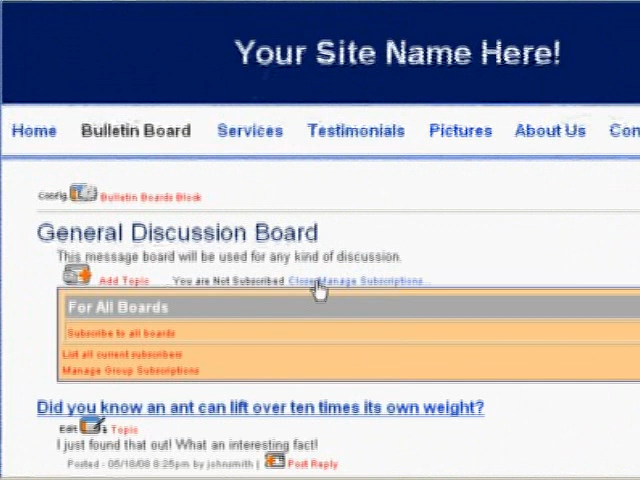 Your Site Name Here!
Home Bulletin Board Services Testimonials Pictures About Us Con
Config. Bulletin Boards Block
General Discussion Board
This message board will be used for any kind of discussion.
Add Topic You are Not Subscribed Close Manage Subscriptions...
For All Boards
Subscribe to all boards
List all current subscribers
Manage Group Subscriptions
Did you know an ant can lift over ten times its own weight?
Edit Topic
I just found that out! What an interesting fact!
Posted - 05/18/08 8:25pm by johnsmith | Post Reply